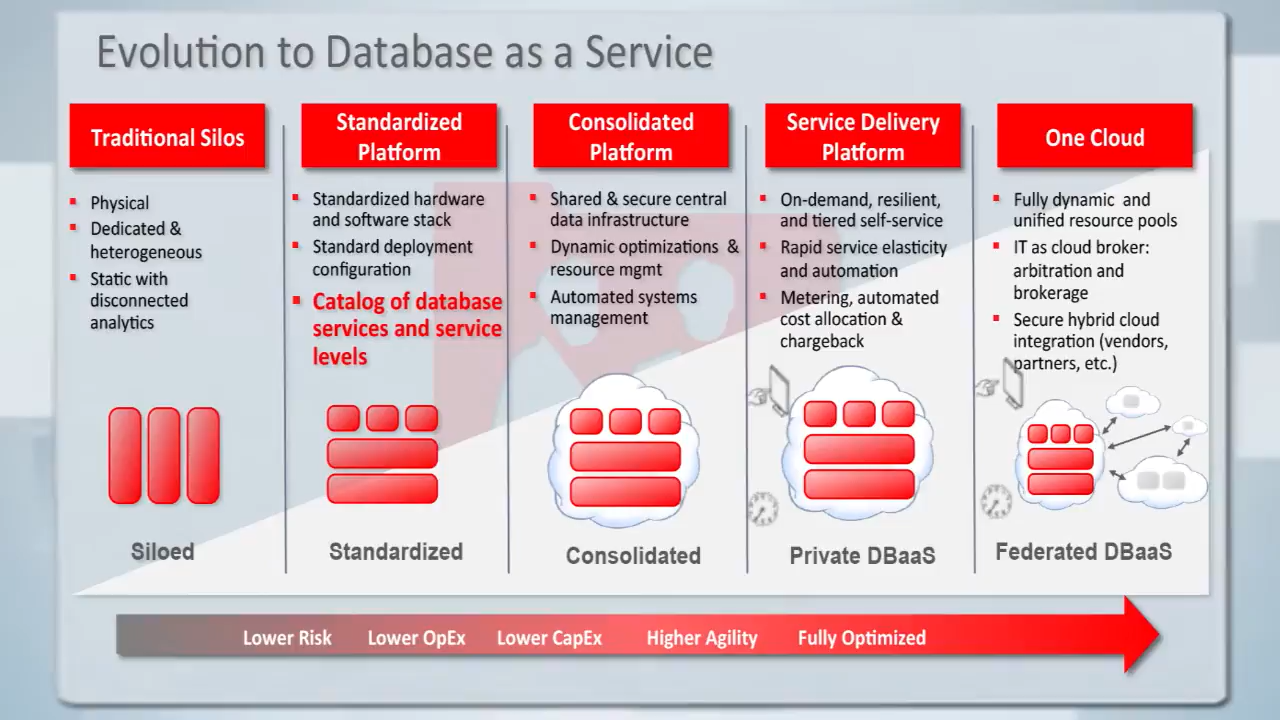 Evolution to Database as a Service
Traditional Silos
Physical
Dedicated &
heterogeneous
Static with
disconnected
analytics
Siloed
Standardized
Platform
Standardized hardware
and software stack
Standard deployment
configuration
Catalog of database
services and service
levels
Standardized
Consolidated
Platform
Shared & secure central
data infrastructure
Dynamic optimizations &
resource mgmt
Automated systems
management
Consolidated
Service Delivery
Platform
On-demand, resilient,
and tiered self-service
Rapid service elasticity
and automation
Metering, automated
cost allocation &
chargeback
Private DBaaS
One Cloud
Fully dynamic and
unified resource pools
IT as cloud broker:
arbitration and
brokerage
Secure hybrid cloud
integration (vendors,
partners, etc.)
Federated DBaaS
Lower Risk Lower OpEx Lower CapEx Higher Agility Fully Optimized